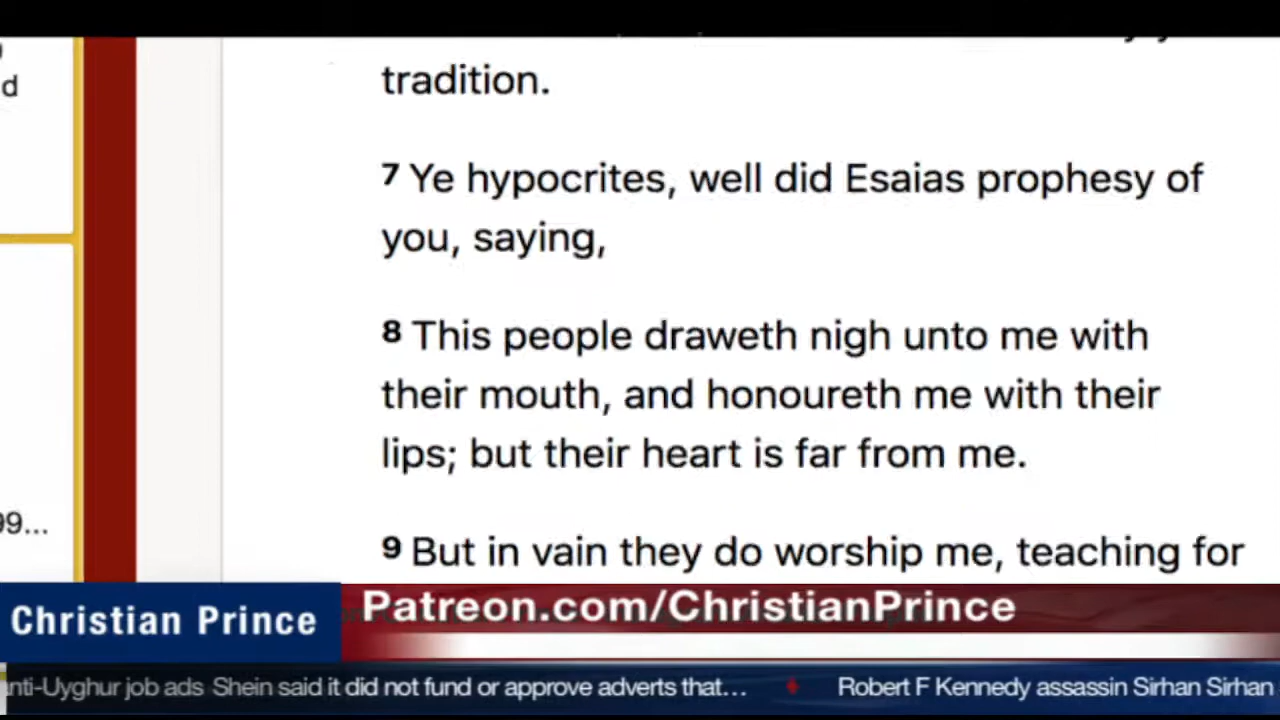 d
tradition.
7 Ye hypocrites, well did Esaias prophesy of
you, saying,
8 This people draweth nigh unto me with
their mouth, and honoureth me with their
lips; but their heart is far from me.
99...
9 But in vain they do worship me, teaching for
Christian Prince
Patreon.com/ChristianPrince
nti-Uyghur job ads Shein said it did not fund or approve adverts that... Robert F Kennedy assassin Sirhan Sirhan